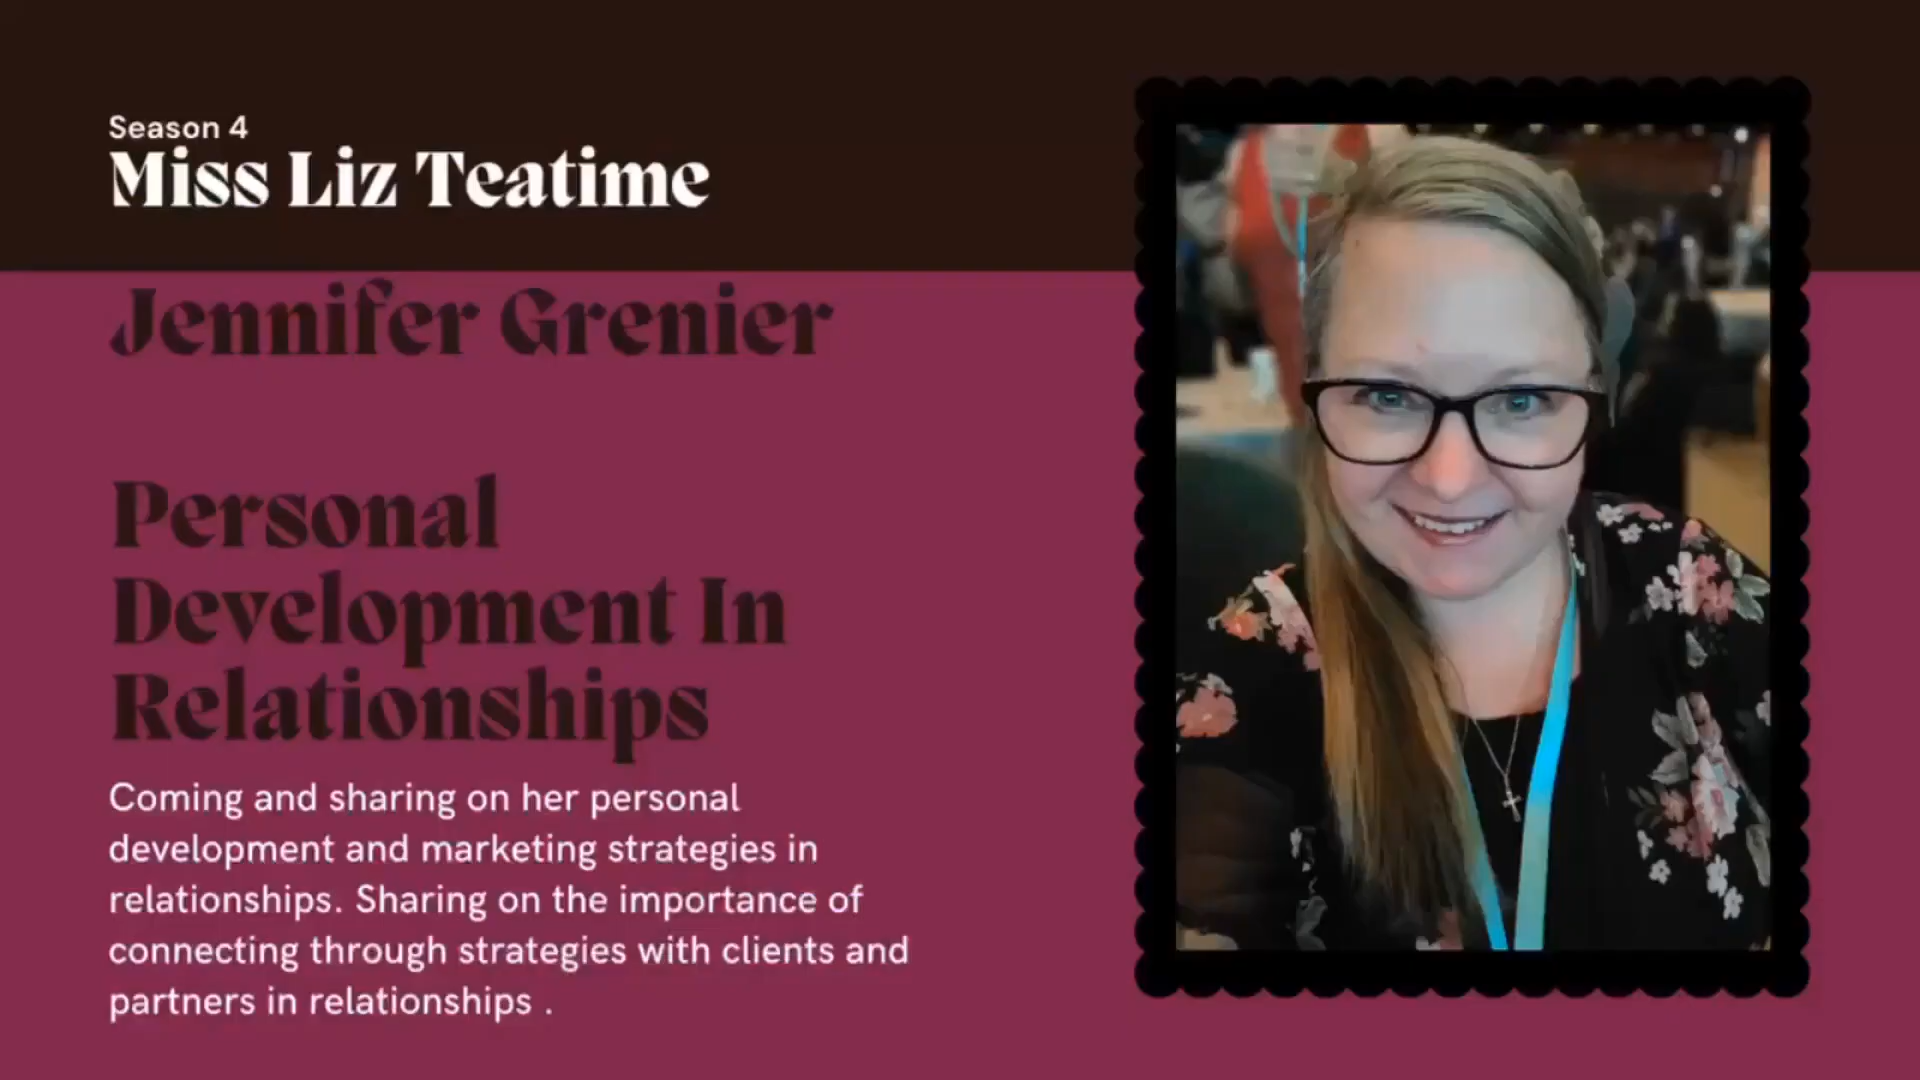 Season 4
Miss Liz Teatime
Jennifer Grenier
Personal
Development In
Relationships
Coming and sharing on her personal
development and marketing strategies in
relationships. Sharing on the importance of
connecting through strategies with clients and
partners in relationships .